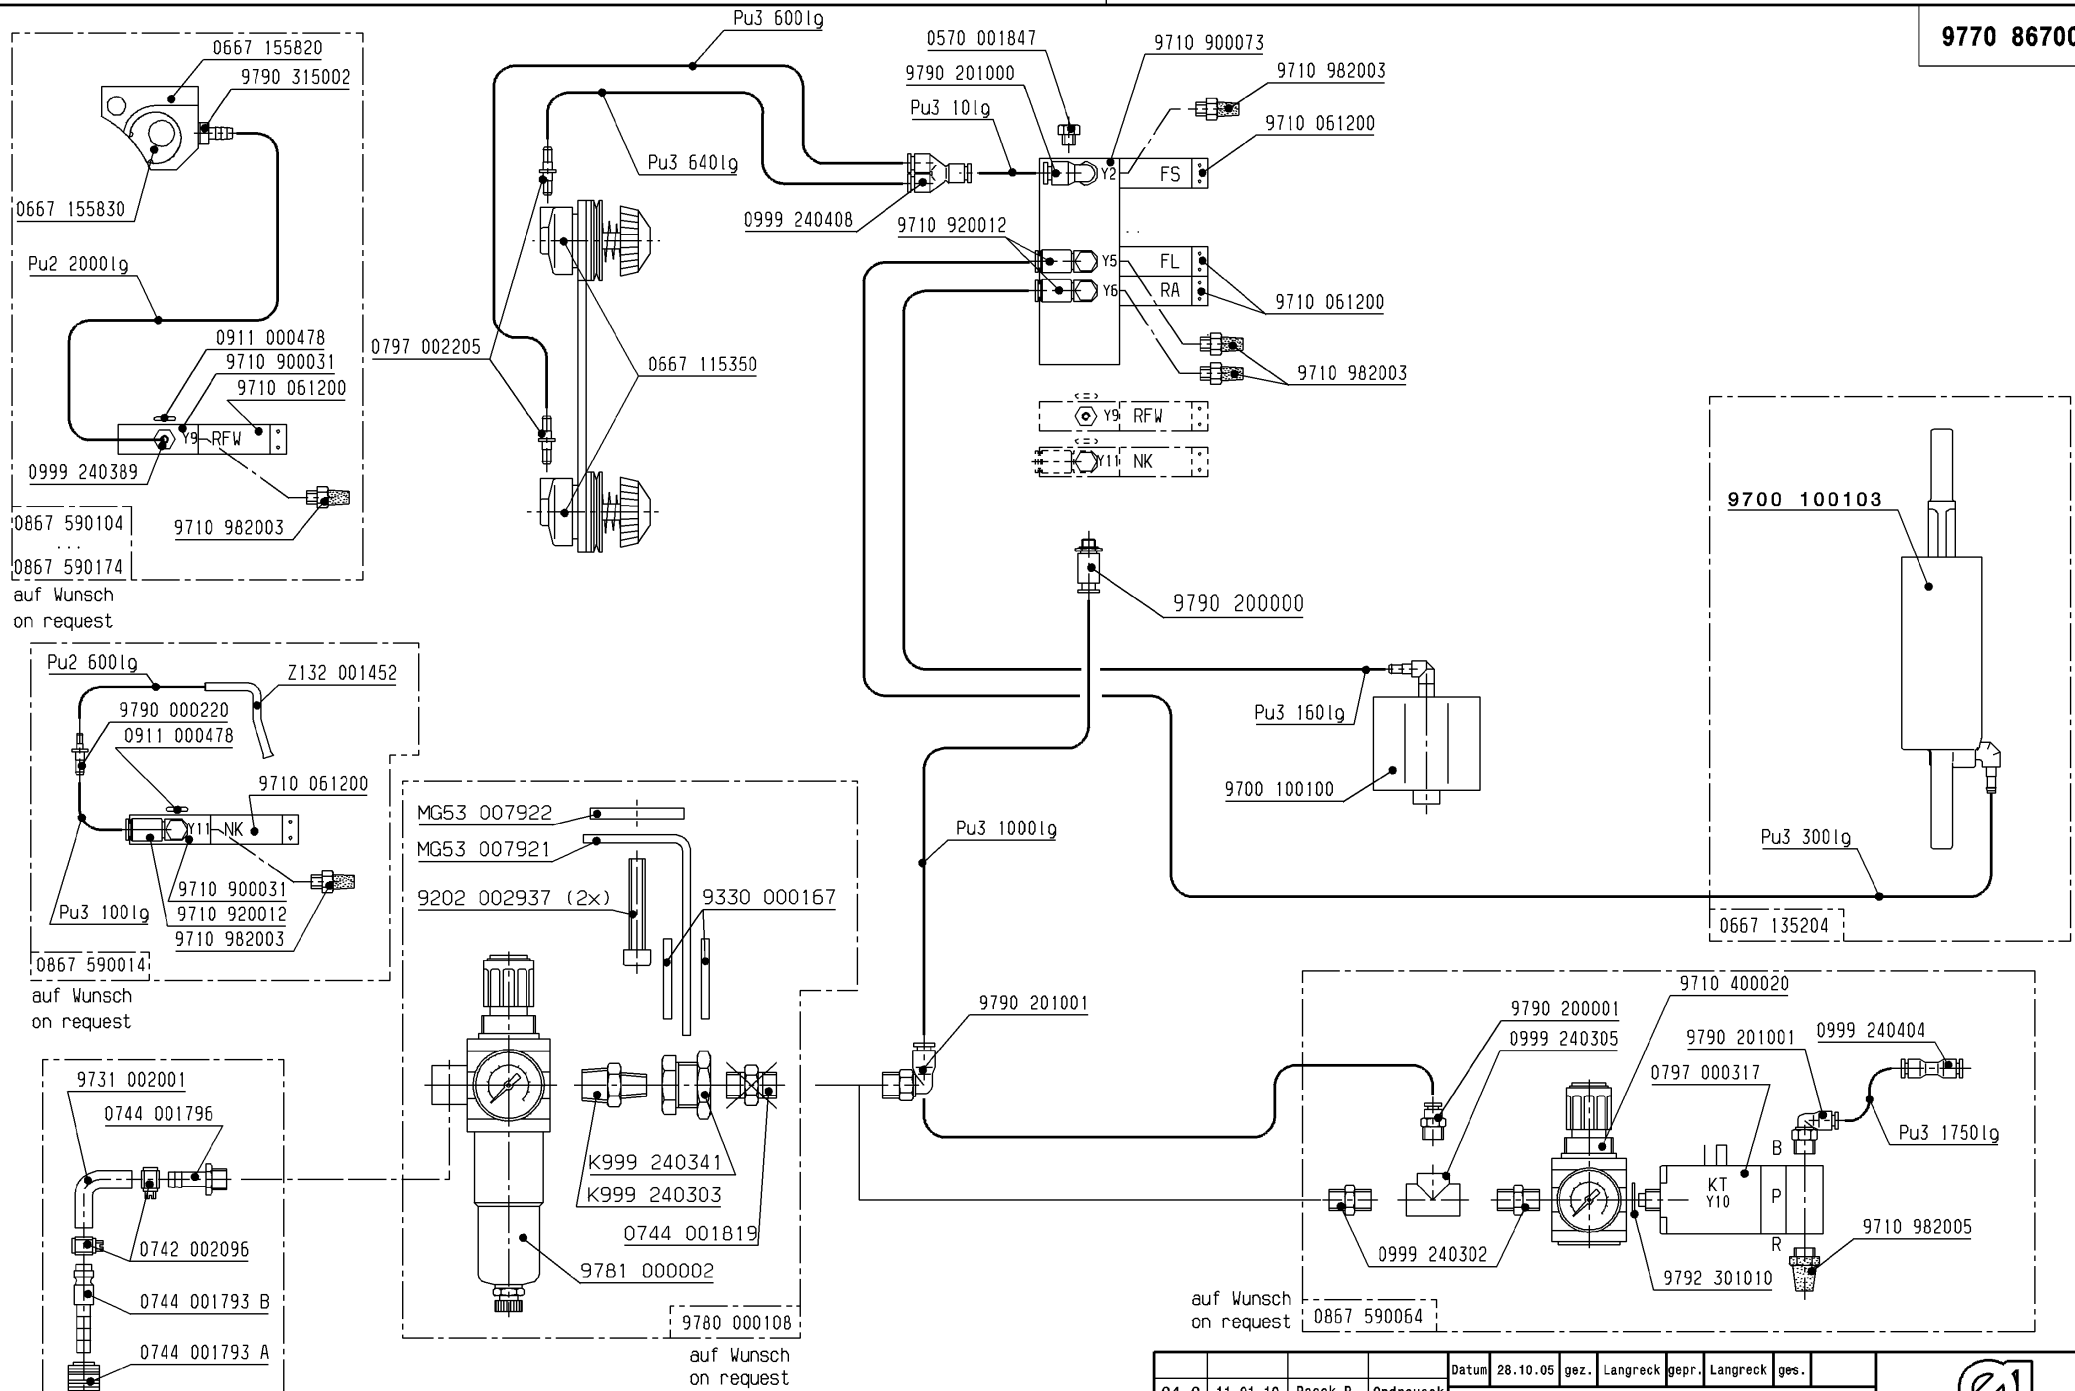 9770 86700
Pu3 600lg
0667 155820
9790 315002
0667 155830
Pu2 2000lg
0911 000478
9710 900031
9710 061200
Y9
RFW
0999 240389
9710 982003
0867 590104
...
0867 590174
auf Wunsch
on request
Pu3 640lg
0797 002205
0667 115350
0999 240408
0570 001847
9790 201000
Pu3 10lg
9710 900073
9710 982003
9710 061200
Y2
FS
9710 920012
Y5
FL
Y6
RA
9710 061200
9710 982003
Y9
RFW
Y11
NK
9790 200000
Pu3 160lg
9700 100100
9700 100103
Pu3 300lg
0667 135204
Pu2 600lg
Z132 001452
9790 000220
0911 000478
9710 061200
Y11
NK
9710 900031
Pu3 100lg
9710 920012
9710 982003
0867 590014
auf Wunsch
on request
MG53 007922
MG53 007921
9202 002937 (2x)
9330 000167
K999 240341
K999 240303
0744 001819
9781 000002
9780 000108
auf Wunsch
on request
9731 002001
0744 001796
0742 002096
0744 001793 B
0744 001793 A
Pu3 1000lg
9790 201001
9710 400020
9790 200001
0999 240305
9790 201001
0999 240404
0797 000317
Pu3 1750lg
B
KT
Y10
P
R
9710 982005
0999 240302
9792 301010
auf Wunsch
on request
0867 590064
Datum 28.10.05 gez. Langreck gepr. Langreck ges.